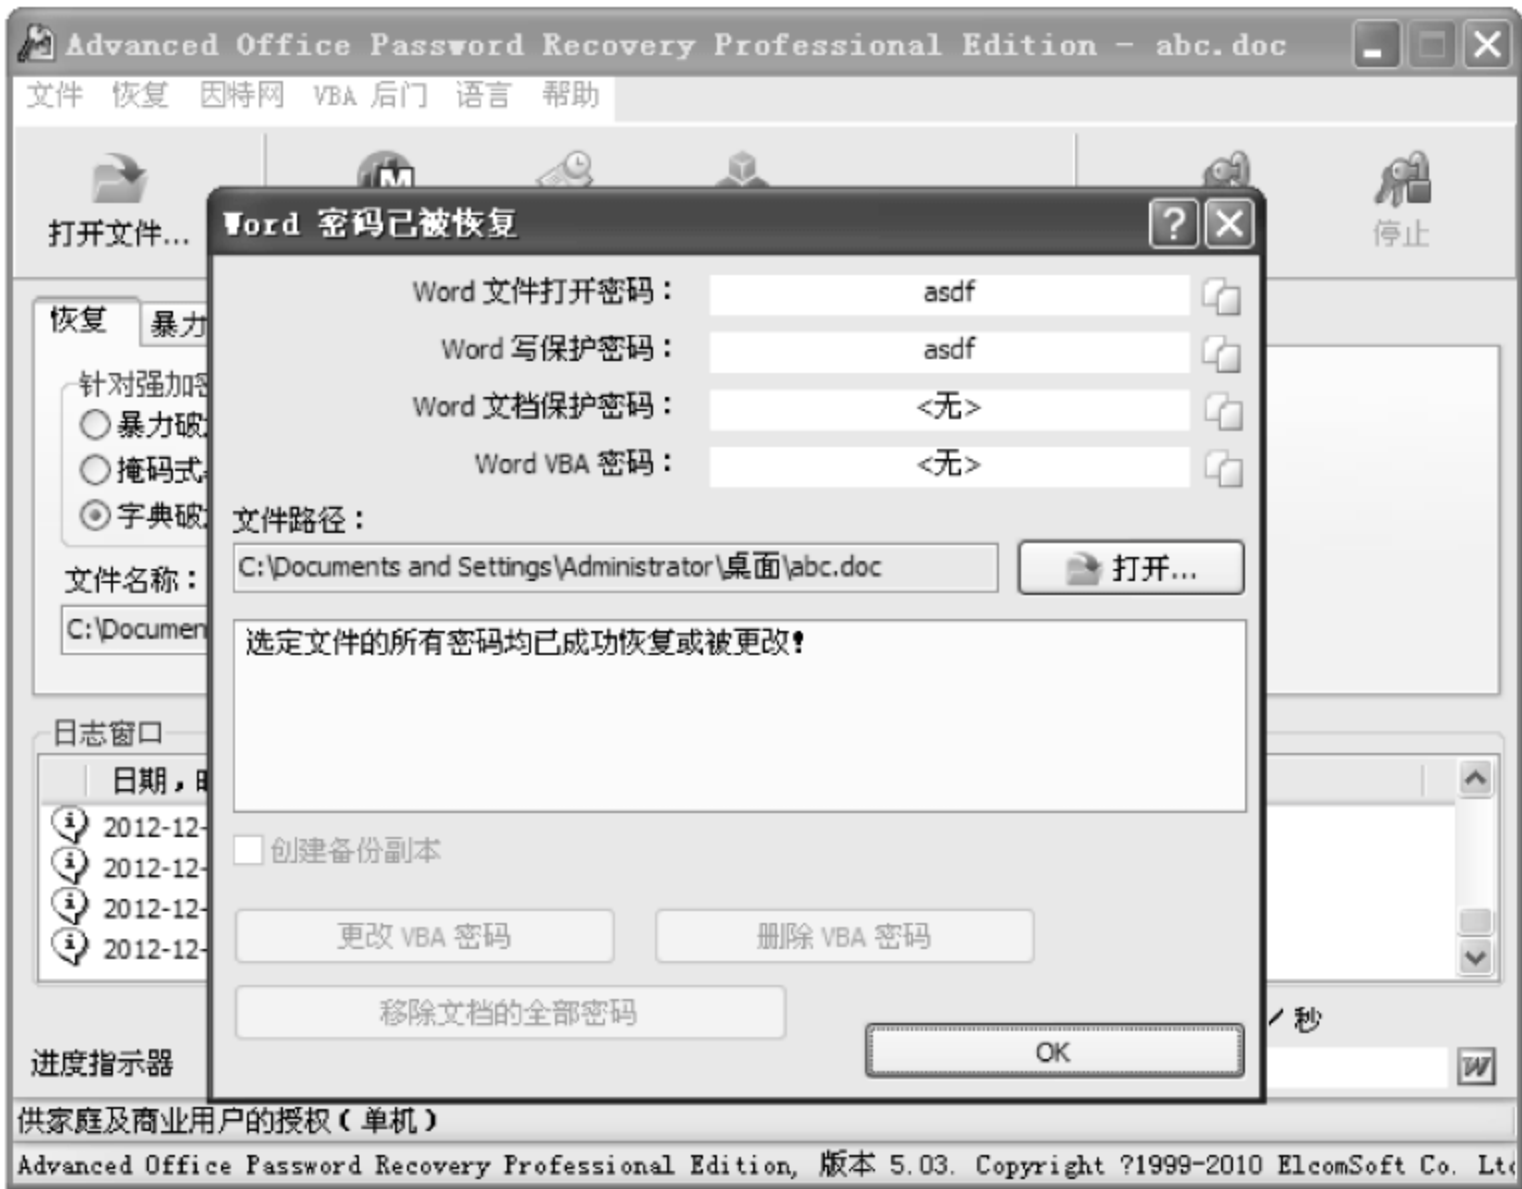 Advanced Office Password Recovery Professional Edition - abc.doc
文件 恢复 因特网 VBA 后门 语言 帮助
打开文件...
停止
Word 密码已被恢复
Word 文件打开密码： asdf
Word 写保护密码： asdf
Word 文档保护密码： <无>
Word VBA 密码： <无>
文件路径：
C:\Documents and Settings\Administrator\桌面\abc.doc
打开...
选定文件的所有密码均已成功恢复或被更改！
创建备份副本
更改 VBA 密码 删除 VBA 密码
移除文档的全部密码
OK
恢复 暴力
针对强加密
暴力破
掩码式
字典破
文件名称：
C:\Documen
日志窗口
日期，
2012-12-
2012-12-
2012-12-
2012-12-
/ 秒
进度指示器
供家庭及商业用户的授权（单机）
Advanced Office Password Recovery Professional Edition, 版本 5.03. Copyright ?1999-2010 ElcomSoft Co. Lt